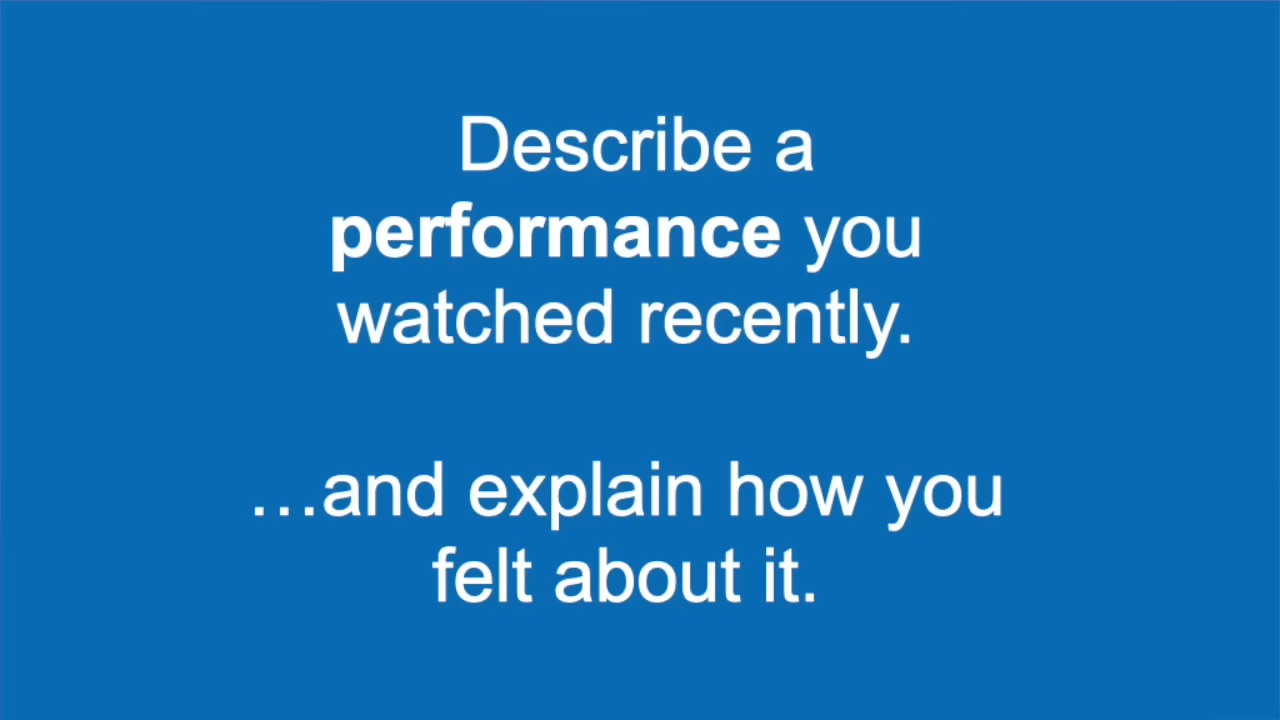 Describe a
performance you
watched recently.
…and explain how you
felt about it.